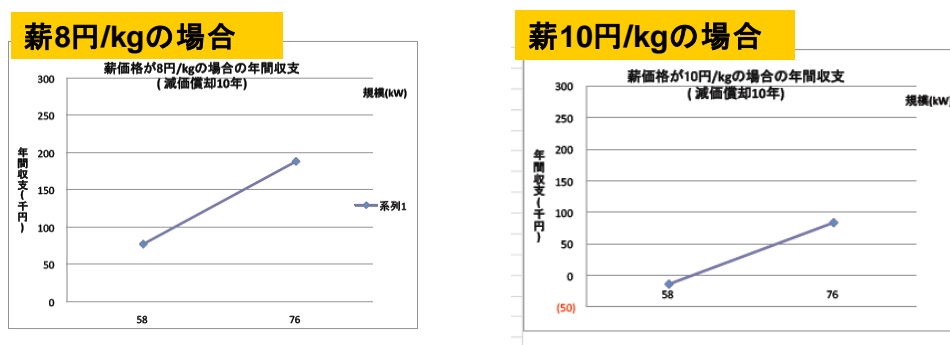 薪8円/kgの場合
薪価格が8円/kgの場合の年間収支
( 減価償却10年)
規模(kW)
年間収支(千円)
300
250
200
150
100
50
0
58
76
系列1
薪10円/kgの場合
薪価格が10円/kgの場合の年間収支
( 減価償却10年)
規模(kW)
年間収支(千円)
300
250
200
150
100
50
0
(50)
58
76